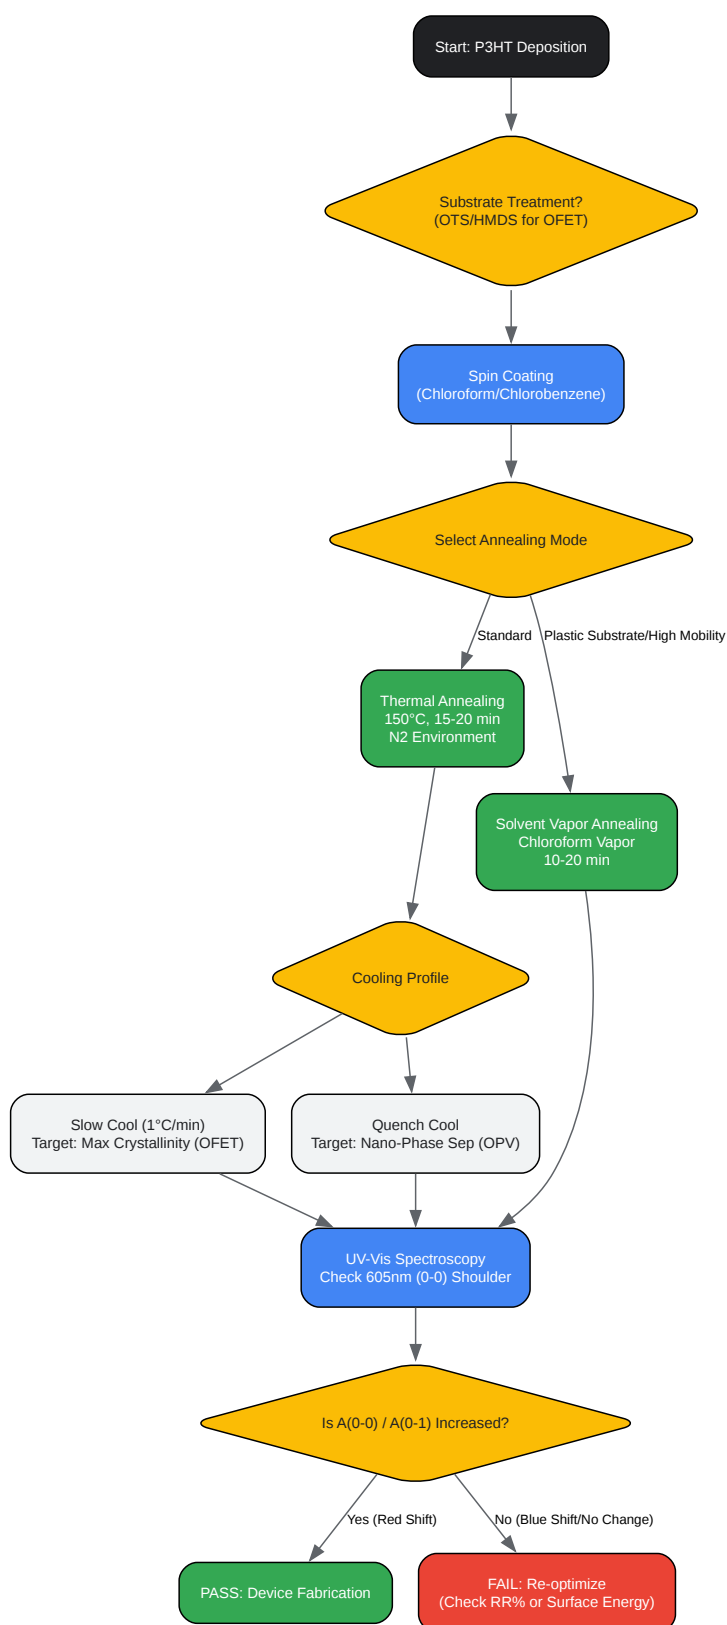 Start: P3HT Deposition
Substrate Treatment?
(OTS/HMDS for OFET)
Spin Coating
(Chloroform/Chlorobenzene)
Select Annealing Mode
Standard
Plastic Substrate/High Mobility
Thermal Annealing
150°C, 15-20 min
N2 Environment
Solvent Vapor Annealing
Chloroform Vapor
10-20 min
Cooling Profile
Slow Cool (1°C/min)
Target: Max Crystallinity (OFET)
Quench Cool
Target: Nano-Phase Sep (OPV)
UV-Vis Spectroscopy
Check 605nm (0-0) Shoulder
Is A(0-0) / A(0-1) Increased?
Yes (Red Shift)
No (Blue Shift/No Change)
PASS: Device Fabrication
FAIL: Re-optimize
(Check RR% or Surface Energy)